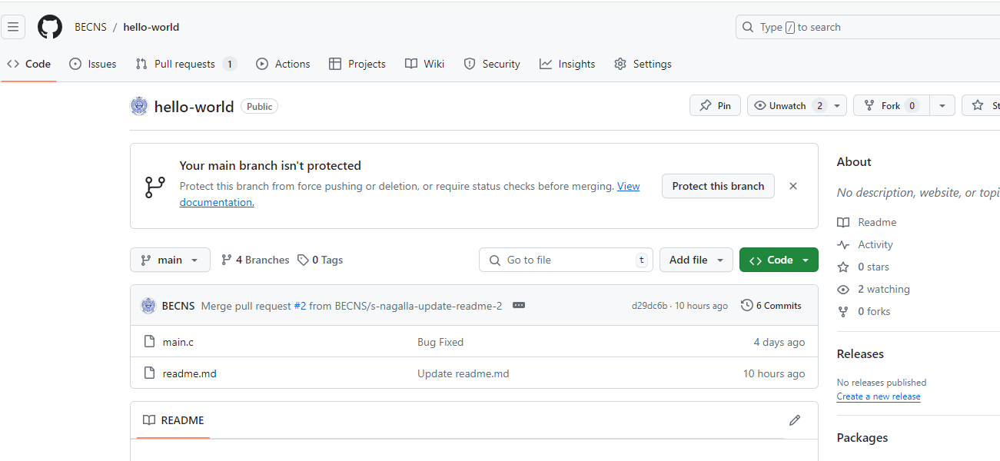 BECNS / hello-world
Type / to search
Code Issues Pull requests 1 Actions Projects Wiki Security Insights Settings
hello-world Public
Pin Unwatch 2 Fork 0 St
Your main branch isn't protected
Protect this branch from force pushing or deletion, or require status checks before merging. View
documentation.
Protect this branch
main 4 Branches 0 Tags
Go to file t
Add file
Code
BECNS Merge pull request #2 from BECNS/s-nagalla-update-readme-2
d29dc6b · 10 hours ago 6 Commits
main.c Bug Fixed 4 days ago
readme.md Update readme.md 10 hours ago
README
About
No description, website, or topi
Readme
Activity
0 stars
2 watching
0 forks
Releases
No releases published
Create a new release
Packages